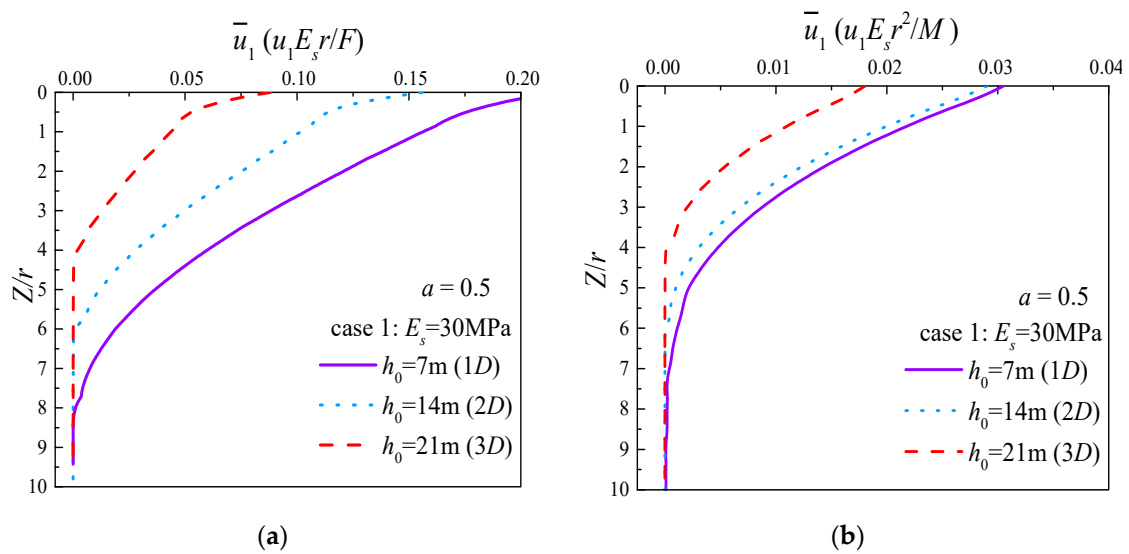 u̅₁ (u₁Eₛr/F)
0.00 0.05 0.10 0.15 0.20
0
1
2
3
4
5
6
7
8
9
10
Z/r
a = 0.5
case 1: Eₛ=30MPa
h₀=7m (1D)
h₀=14m (2D)
h₀=21m (3D)
(a)
u̅₁ (u₁Eₛr²/M)
0.00 0.01 0.02 0.03 0.04
0
1
2
3
4
5
6
7
8
9
10
Z/r
a = 0.5
case 1: Eₛ=30MPa
h₀=7m (1D)
h₀=14m (2D)
h₀=21m (3D)
(b)